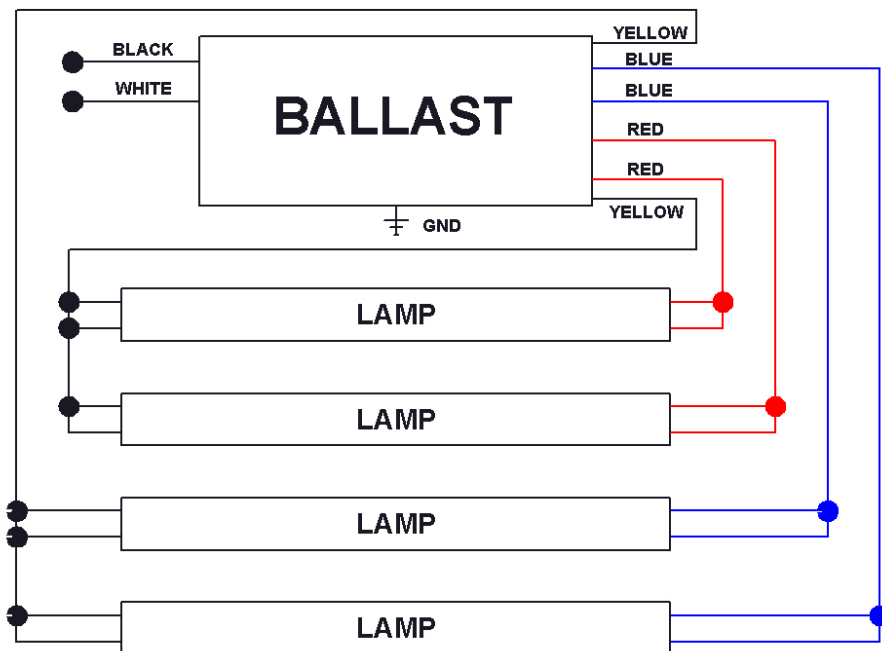 YELLOW
BLACK
BLUE
WHITE
BLUE
BALLAST
RED
RED
YELLOW
GND
LAMP
LAMP
LAMP
LAMP